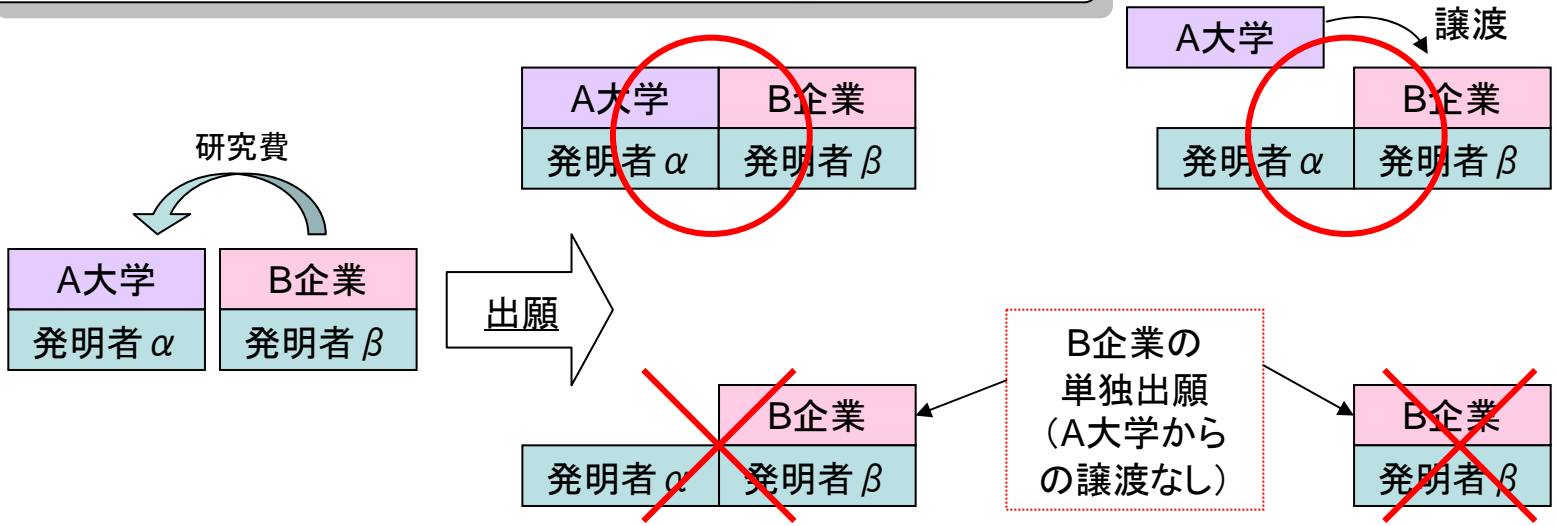 A大学
譲渡
B企業
発明者α
発明者β
A大学
B企業
発明者α
発明者β
研究費
A大学
B企業
発明者α
発明者β
出願
B企業
発明者α
発明者β
B企業の
単独出願
（A大学から
の譲渡なし）
B企業
発明者β